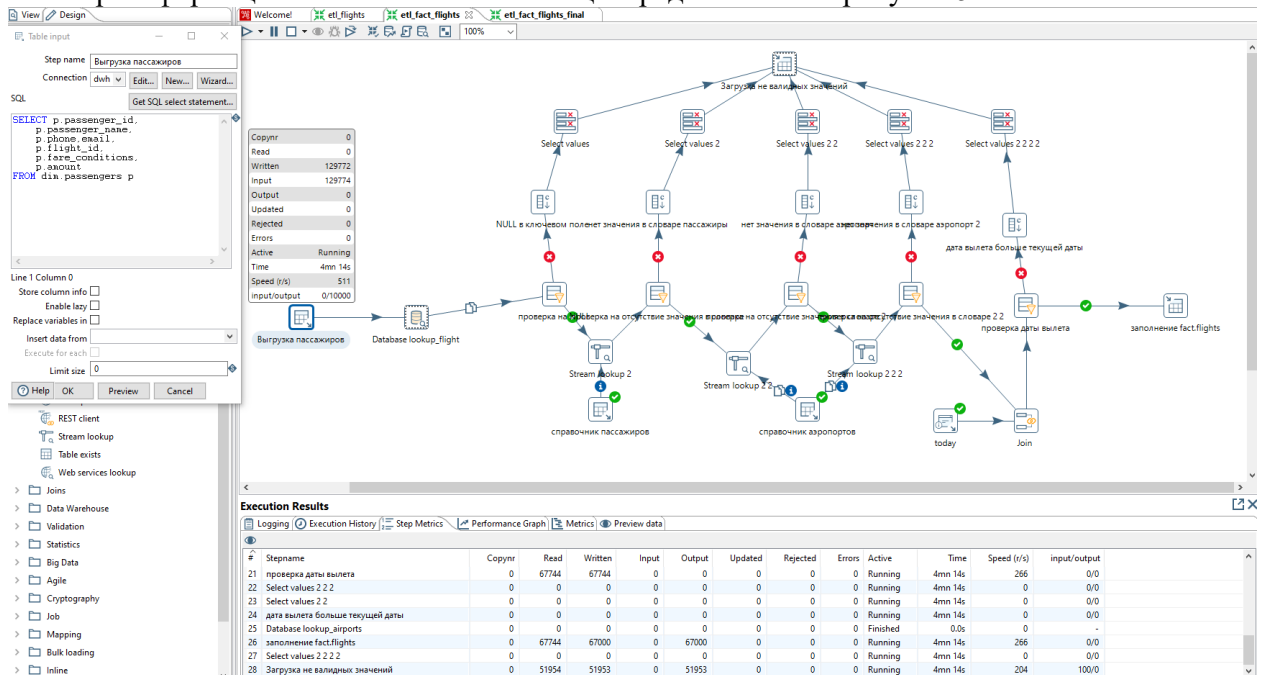 View Design
Welcome! etl_flights etl_fact_flights etl_fact_flights_final
100%
Table input
Step name Выгрузка пассажиров
Connection dwh Edit... New... Wizard...
SQL Get SQL select statement...
SELECT p.passenger_id,
p.passenger_name,
p.phone,email,
p.flight_id,
p.fare_conditions,
p.amount
FROM dim.passengers p
Line 1 Column 0
Store column info
Enable lazy
Replace variables in
Insert data from
Execute for each
Limit size 0
Help OK Preview Cancel
REST client
Stream lookup
Table exists
Web services lookup
Joins
Data Warehouse
Validation
Statistics
Big Data
Agile
Cryptography
Job
Mapping
Bulk loading
Inline
Copynr 0
Read 0
Written 129772
Input 129774
Output 0
Updated 0
Rejected 0
Errors 0
Active Running
Time 4mn 14s
Speed (r/s) 511
input/output 0/10000
Загрузка не валидных значений
Select values Select values 2 Select values 2 2 Select values 2 2 2 Select values 2 2 2 2
NULL в ключевом поле нет значения в словаре пассажиры нет значения в словаре аэропорт 2
дата вылета больше текущей даты
Выгрузка пассажиров Database lookup_flight
проверка на отсутствие значения в словаре 2 2
проверка даты вылета заполнение fact.flights
Stream lookup 2 Stream lookup 2 2 Stream lookup 2 2 2
справочник пассажиров справочник аэропортов today Join
Execution Results
Logging Execution History Step Metrics Performance Graph Metrics Preview data
# Stepname Copynr Read Written Input Output Updated Rejected Errors Active Time Speed (r/s) input/output
21 проверка даты вылета 0 67744 67744 0 0 0 0 0 Running 4mn 14s 266 0/0
22 Select values 2 2 2 0 0 0 0 0 0 0 0 Running 4mn 14s 0 0/0
23 Select values 2 2 0 0 0 0 0 0 0 0 Running 4mn 14s 0 0/0
24 дата вылета больше текущей даты 0 0 0 0 0 0 0 0 Running 4mn 14s 0 0/0
25 Database lookup_airports 0 0 0 0 0 0 0 0 Finished 0.0s 0 -
26 заполнение fact.flights 0 67744 67000 0 67000 0 0 0 Running 4mn 14s 266 0/0
27 Select values 2 2 2 2 0 0 0 0 0 0 0 0 Running 4mn 14s 0 0/0
28 Загрузка не валидных значений 0 51954 51953 0 51953 0 0 0 Running 4mn 14s 204 100/0